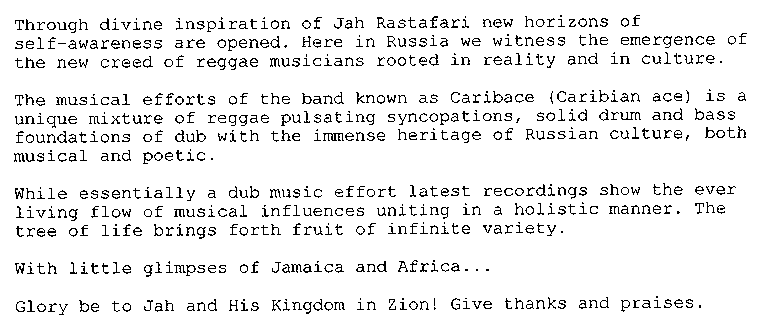 Through divine inspiration of Jah Rastafari new horizons of
self-awareness are opened. Here in Russia we witness the emergence of
the new creed of reggae musicians rooted in reality and in culture.
The musical efforts of the band known as Caribace (Caribian ace) is a
unique mixture of reggae pulsating syncopations, solid drum and bass
foundations of dub with the immense heritage of Russian culture, both
musical and poetic.
While essentially a dub music effort latest recordings show the ever
living flow of musical influences uniting in a holistic manner. The
tree of life brings forth fruit of infinite variety.
With little glimpses of Jamaica and Africa...
Glory be to Jah and His Kingdom in Zion! Give thanks and praises.